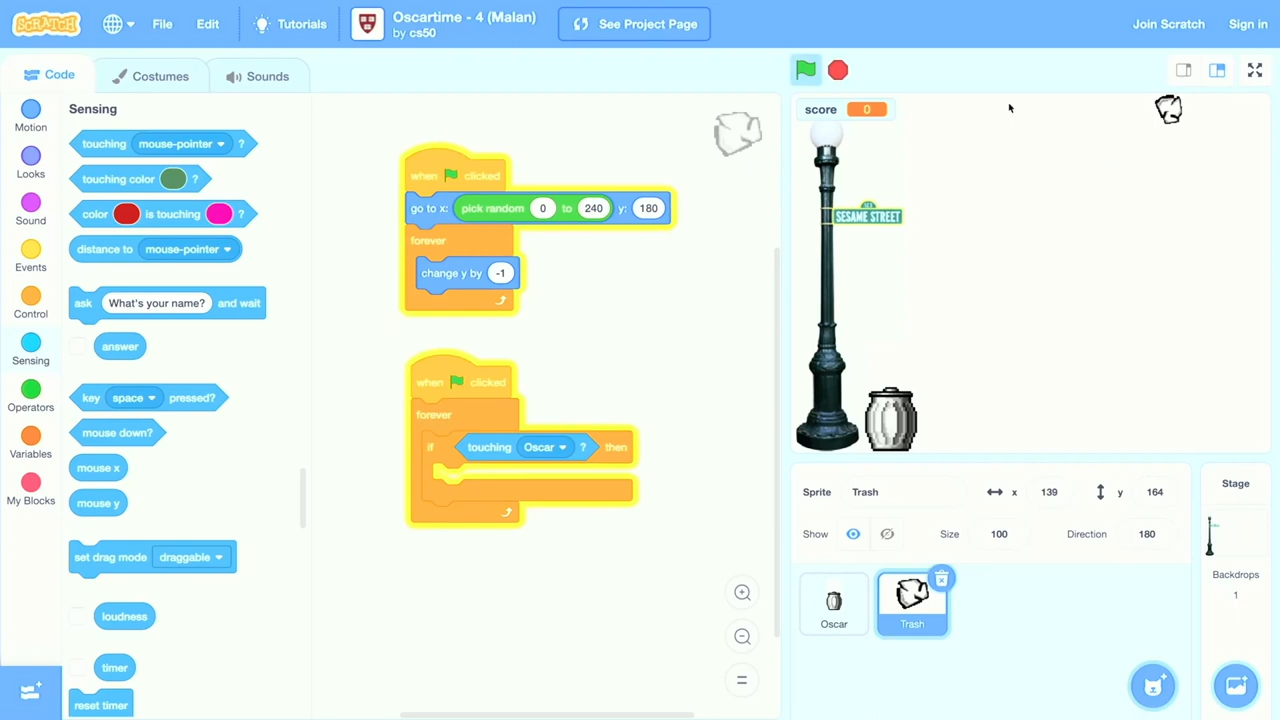 SCRATCH
File
Edit
Tutorials
Oscartime - 4 (Malan)
by cs50
See Project Page
Join Scratch
Sign in
Code
Costumes
Sounds
Motion
Looks
Sound
Events
Control
Sensing
Operators
Variables
My Blocks
Sensing
touching mouse-pointer ?
touching color ?
color is touching ?
distance to mouse-pointer
ask What's your name? and wait
answer
key space pressed?
mouse down?
mouse x
mouse y
set drag mode draggable
loudness
timer
reset timer
when clicked
go to x: pick random 0 to 240 y: 180
forever
change y by -1
when clicked
forever
if touching Oscar ? then
score 0
SESAME STREET
Sprite Trash x 139 y 164
Show Size 100 Direction 180
Oscar
Trash
Stage
Backdrops
1